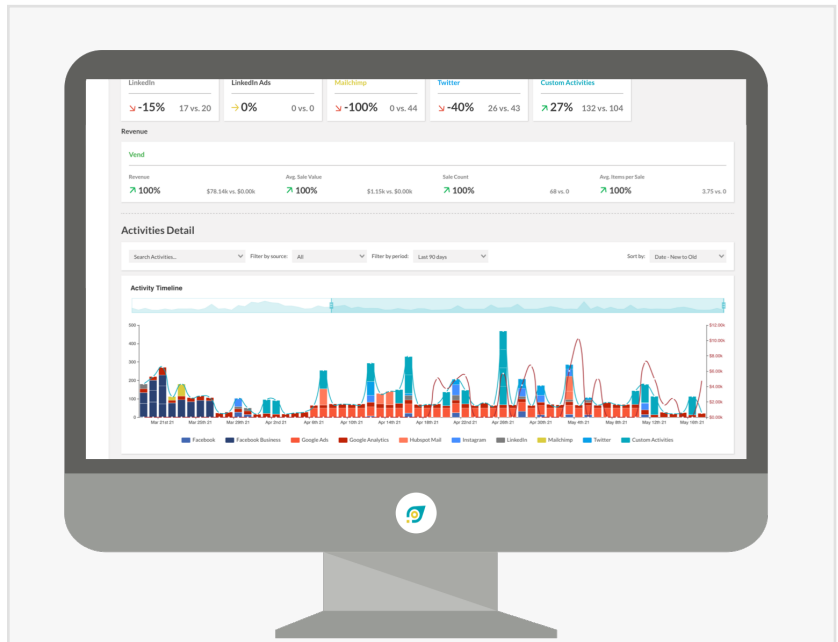 LinkedIn LinkedIn Ads Mailchimp Twitter Custom Activities
-15% 17 vs. 20 0% 0 vs. 0 -100% 0 vs. 44 -40% 26 vs. 43 27% 132 vs. 104
Revenue
Vend
Revenue Avg. Sale Value Sale Count Avg. Items per Sale
100% $78.14k vs. $0.00k 100% $1.15k vs. $0.00k 100% 68 vs. 0 100% 3.75 vs. 0
Activities Detail
Search Activities... Filter by source: All Filter by period: Last 90 days Sort by: Date - New to Old
Activity Timeline
500 $12.00k
400 $10.00k
300 $8.00k
$6.00k
200 $4.00k
100 $2.00k
0 $0.00k
Mar 21st 21 Mar 25th 21 Mar 29th 21 Apr 2nd 21 Apr 6th 21 Apr 10th 21 Apr 14th 21 Apr 18th 21 Apr 22nd 21 Apr 26th 21 Apr 30th 21 May 4th 21 May 8th 21 May 12th 21 May 16th 21
Facebook Facebook Business Google Ads Google Analytics Hubspot Mail Instagram LinkedIn Mailchimp Twitter Custom Activities